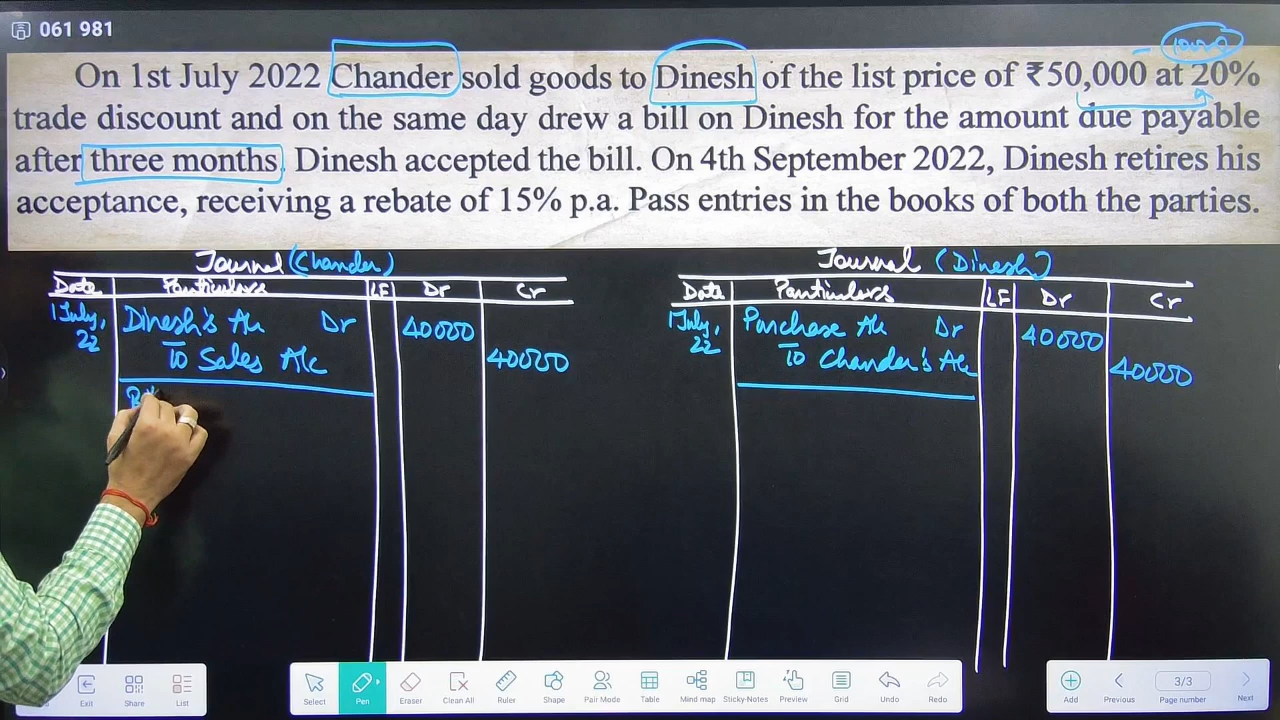 061 981
10000
On 1st July 2022 Chander sold goods to Dinesh of the list price of ₹50,000 at 20%
trade discount and on the same day drew a bill on Dinesh for the amount due payable
after three months. Dinesh accepted the bill. On 4th September 2022, Dinesh retires his
acceptance, receiving a rebate of 15% p.a. Pass entries in the books of both the parties.
Journal (Chander)
Date Particulars LF Dr Cr
1 July, 22 Dinesh's A/c Dr 40000
To Sales A/c 40000
Journal (Dinesh)
Date Particulars LF Dr Cr
1 July, 22 Purchase A/c Dr 40000
To Chander's A/c 40000
Exit Share List
Select Pen Eraser Clean All Ruler Shape Pair Mode Table Mind map Sticky-Notes Preview Grid Undo Redo
Add Previous 3/3 Page number Next